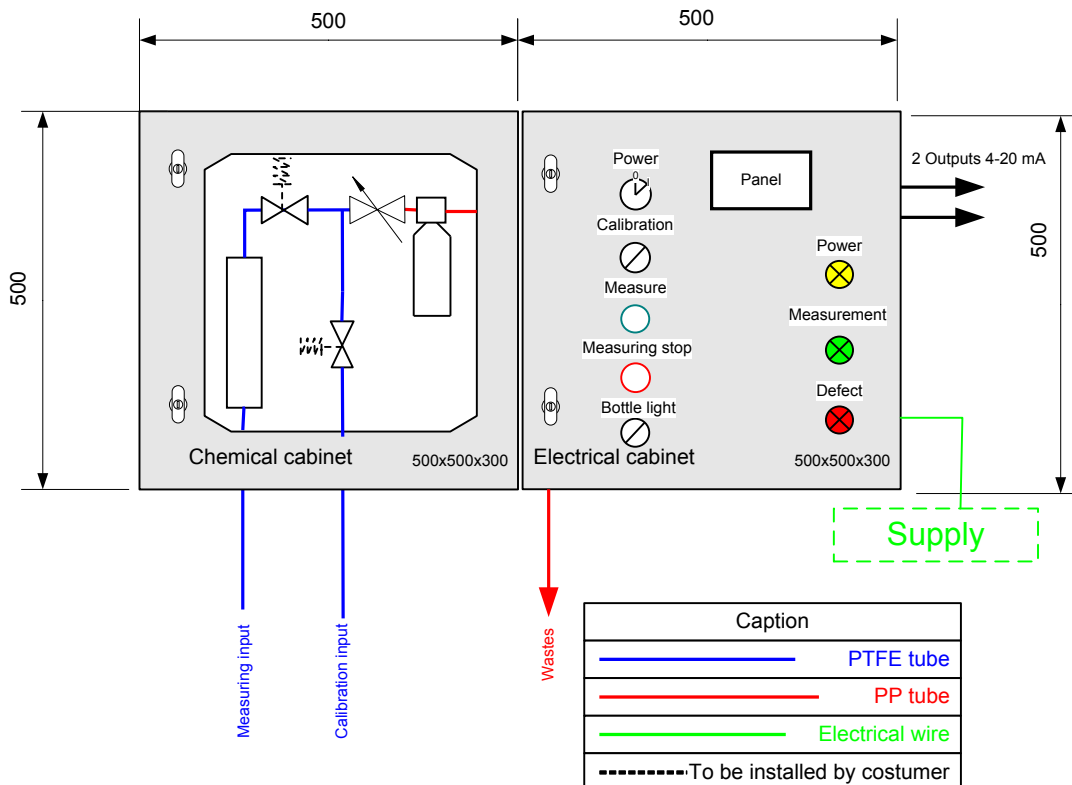 500
500
500
500
Power
0
I
Panel
2 Outputs 4-20 mA
Calibration
Power
Measure
Measurement
Measuring stop
Defect
Bottle light
Chemical cabinet
500x500x300
Electrical cabinet
500x500x300
Supply
Measuring input
Calibration input
Wastes
Caption
PTFE tube
PP tube
Electrical wire
To be installed by costumer